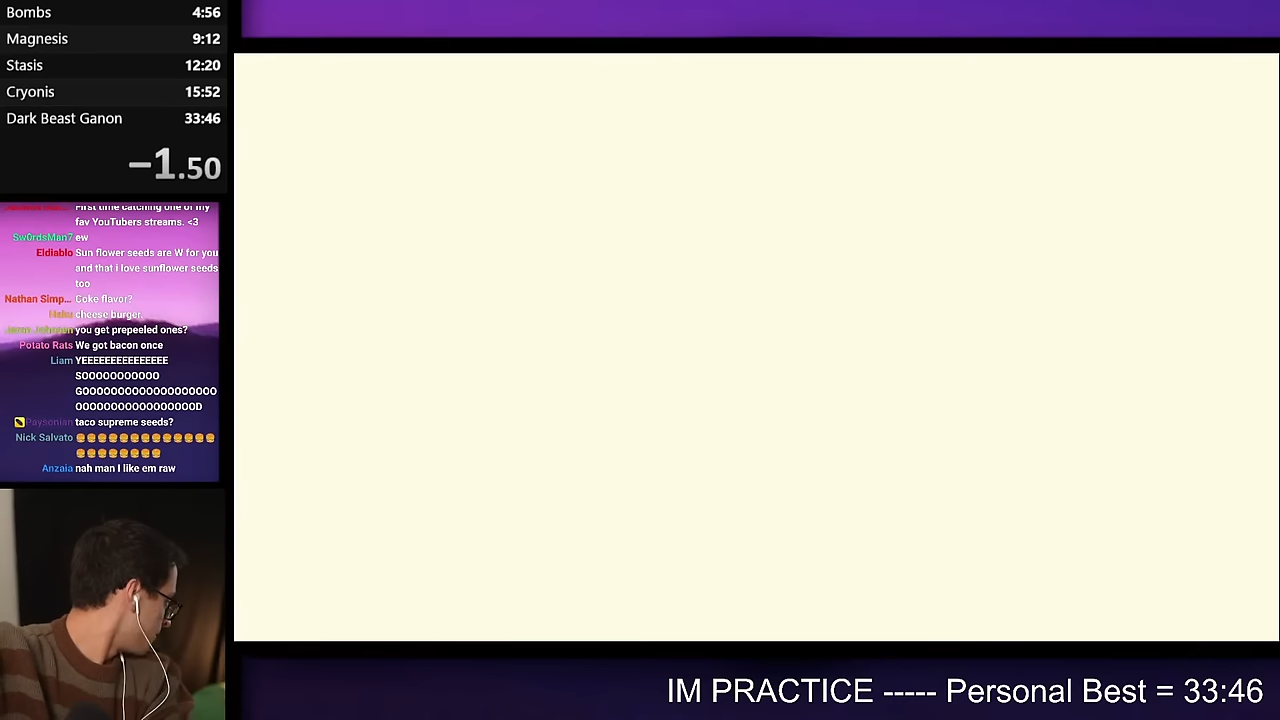 Bombs 4:56
Magnesis 9:12
Stasis 12:20
Cryonis 15:52
Dark Beast Ganon 33:46
−1.50
First time catching one of my
fav YouTubers streams. <3
Sw0rdsMan7 ew
Eldiablo Sun flower seeds are W for you
and that i love sunflower seeds
too
Nathan Simp... Coke flavor?
cheese burger.
you get prepeeled ones?
Potato Rats We got bacon once
Liam YEEEEEEEEEEEEEEE
SOOOOOOOOOOO
GOOOOOOOOOOOOOOOOOOO
OOOOOOOOOOOOOOOOOD
Paysonian taco supreme seeds?
Nick Salvato
Anzaia nah man I like em raw
IM PRACTICE ----- Personal Best = 33:46